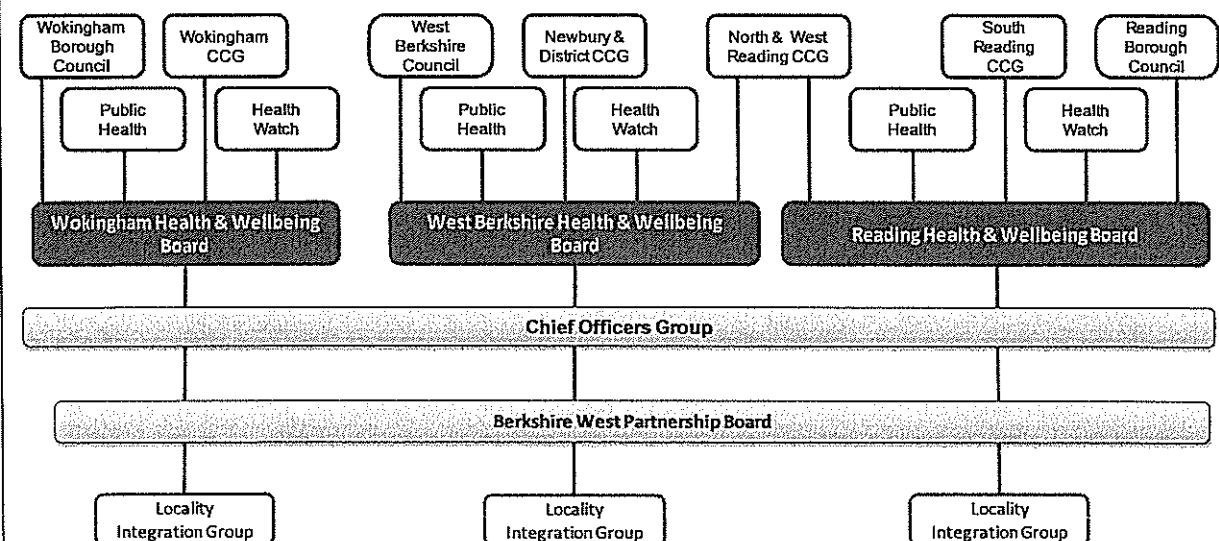 Wokingham
Borough
Council
Wokingham
CCG
West
Berkshire
Council
Newbury &
District CCG
North & West
Reading CCG
South
Reading
CCG
Reading
Borough
Council
Public
Health
Health
Watch
Public
Health
Health
Watch
Public
Health
Health
Watch
Wokingham Health & Wellbeing
Board
West Berkshire Health & Wellbeing
Board
Reading Health & Wellbeing Board
Chief Officers Group
Berkshire West Partnership Board
Locality
Integration Group
Locality
Integration Group
Locality
Integration Group